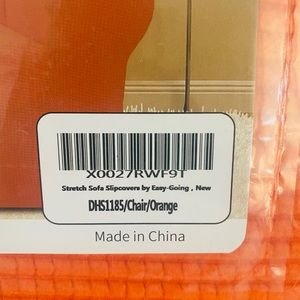 X0027RWF9T
Stretch Sofa Slipcovers by Easy-Going , New
DHS1185/Chair/Orange
Made in China